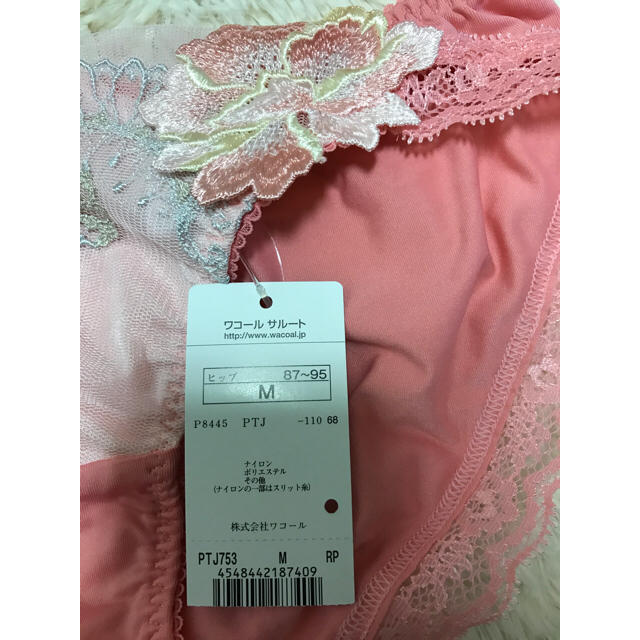 ワコール サルート
http://www.wacoal.jp
ヒップ 87~95
M
P8445 PTJ -110 68
ナイロン
ポリエステル
その他
(ナイロンの一部はスリット糸)
株式会社ワコール
PTJ753 M RP
4548442187409